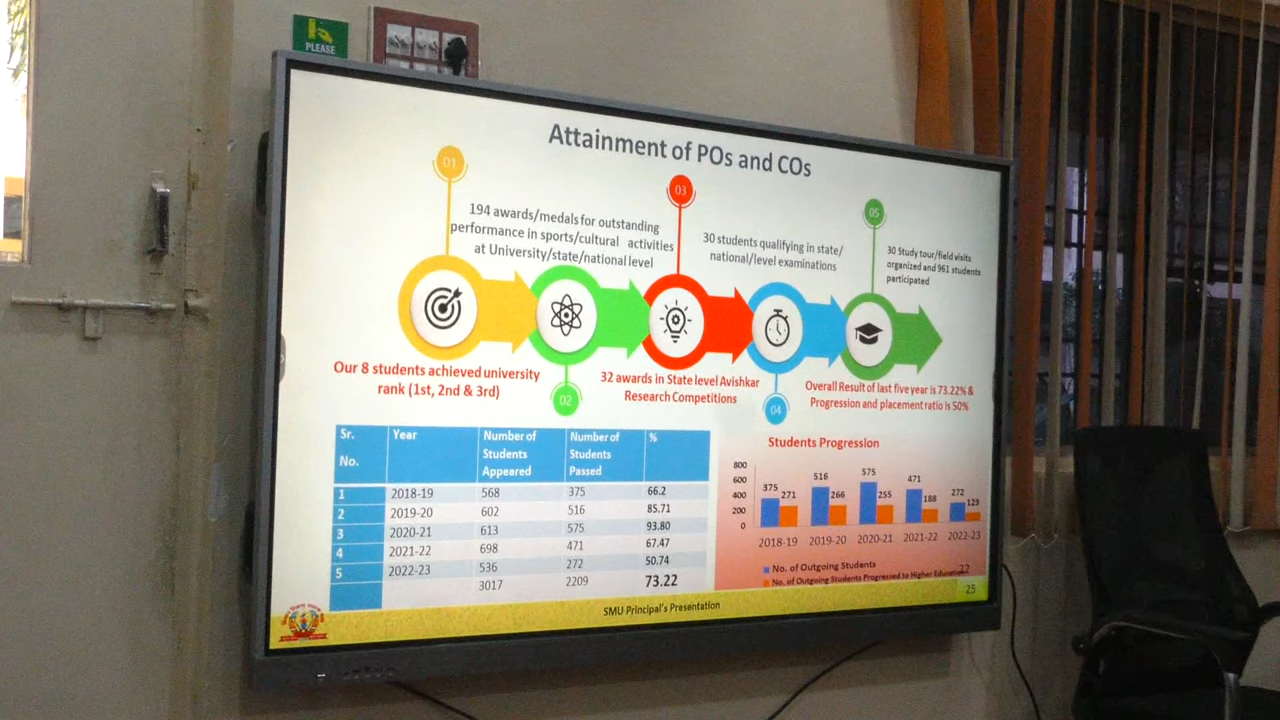 PLEASE
Attainment of POs and COs
01
194 awards/medals for outstanding
performance in sports/cultural activities
at University/state/national level
03
30 students qualifying in state/
national/level examinations
05
30 Study tour/field visits
organized and 961 students
participated
Our 8 students achieved university
rank (1st, 2nd & 3rd)
02
32 awards in State level Avishkar
Research Competitions
04
Overall Result of last five year is 73.22% &
Progression and placement ratio is 50%
Sr. No. Year Number of Students Appeared Number of Students Passed %
1 2018-19 568 375 66.2
2 2019-20 602 516 85.71
3 2020-21 613 575 93.80
4 2021-22 698 471 67.47
5 2022-23 536 272 50.74
3017 2209 73.22
Students Progression
800
600
400
200
0
375 271 516 266 575 255 471 188 272 123
2018-19 2019-20 2020-21 2021-22 2022-23
No. of Outgoing Students
No. of Outgoing Students Progressed to Higher Education
22
SMU Principal's Presentation
25